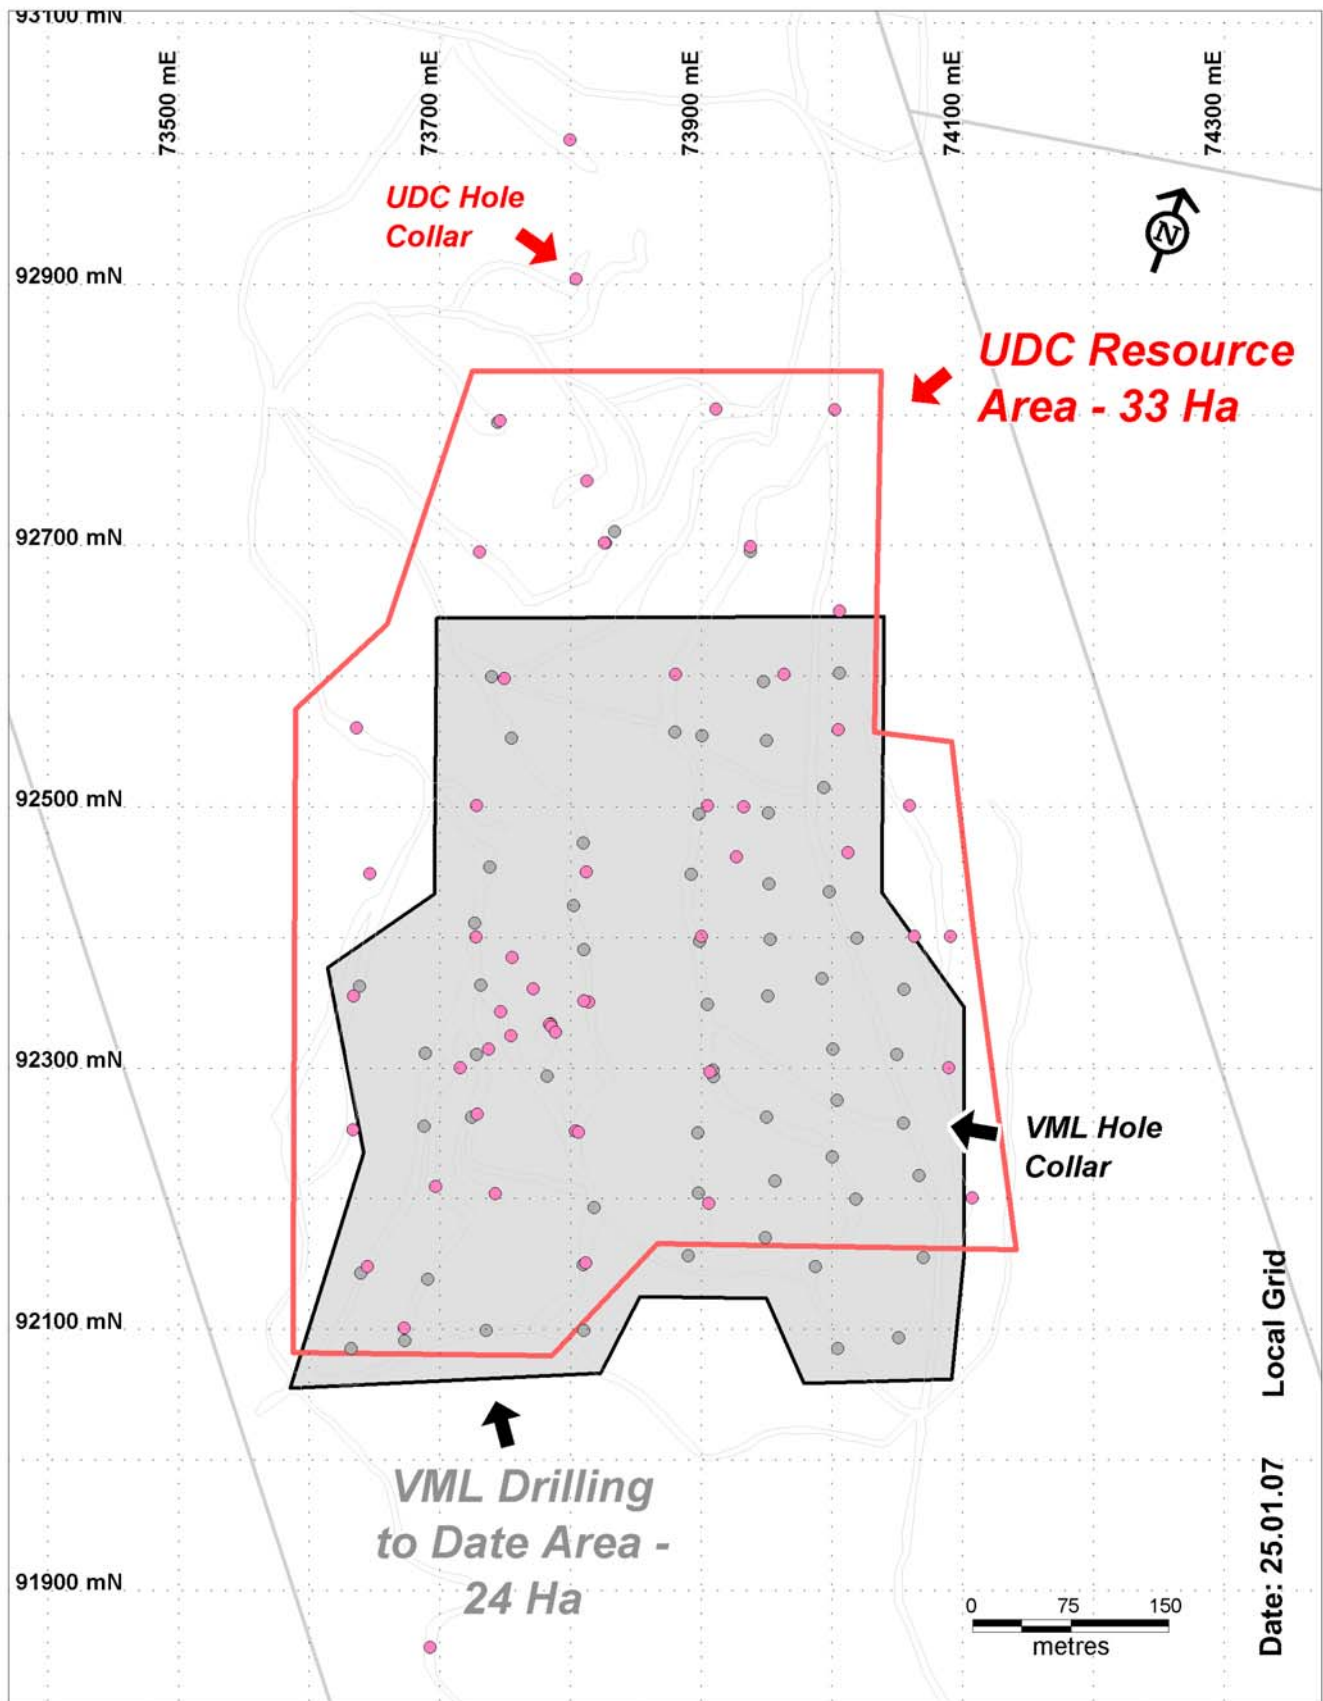 93100 mN
73500 mE
73700 mE
73900 mE
74100 mE
74300 mE
UDC Hole
Collar
N
92900 mN
UDC Resource
Area - 33 Ha
92700 mN
92500 mN
92300 mN
VML Hole
Collar
92100 mN
VML Drilling
to Date Area -
24 Ha
91900 mN
0 75 150
metres
Date: 25.01.07 Local Grid